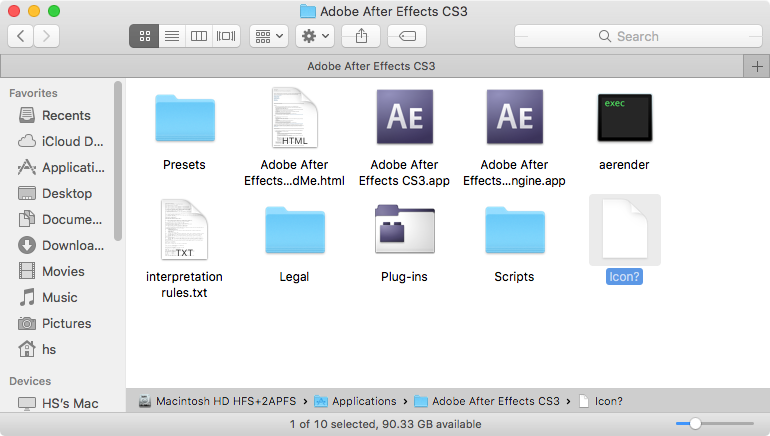 Adobe After Effects CS3
Search
Adobe After Effects CS3
Favorites
Recents
iCloud D...
Applicati...
Desktop
Docume...
Downloa...
Movies
Music
Pictures
hs
Devices
HS's Mac
HTML
AE
AE
exec
Presets
Adobe After
Effects...dMe.html
Adobe After
Effects CS3.app
Adobe After
Effects...ngine.app
aerender
TXT
interpretation
rules.txt
Legal
Plug-ins
Scripts
Icon?
Macintosh HD HFS+2APFS › Applications › Adobe After Effects CS3 › Icon?
1 of 10 selected, 90.33 GB available